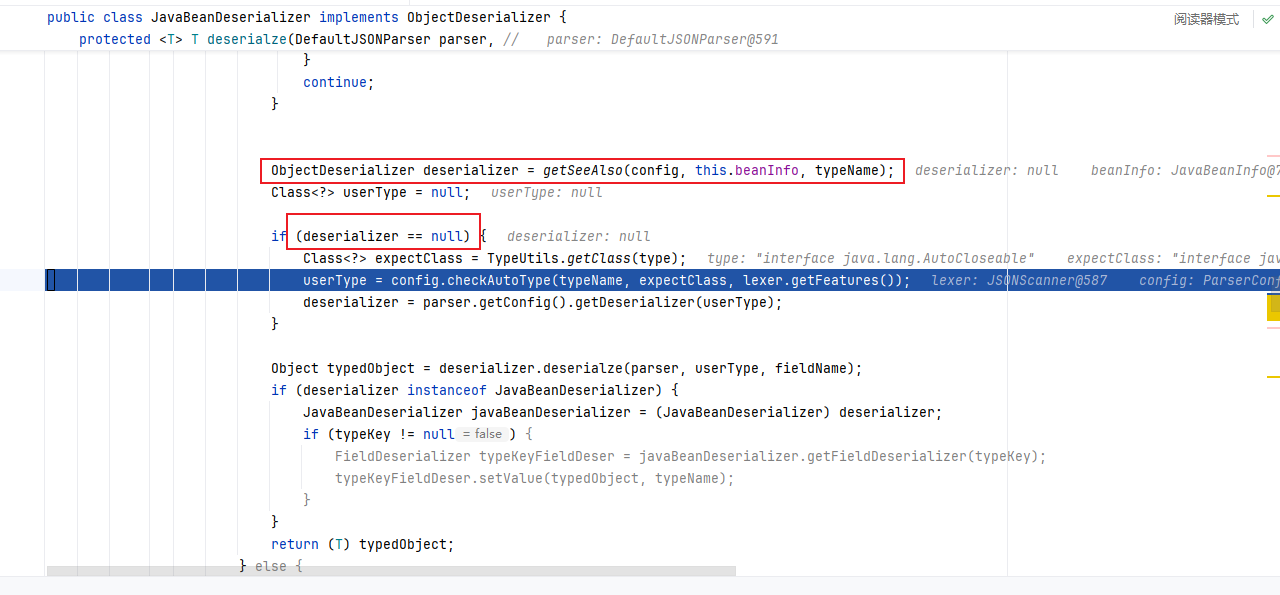 public class JavaBeanDeserializer implements ObjectDeserializer {
阅读器模式
protected <T> T deserialze(DefaultJSONParser parser, // parser: DefaultJSONParser@591
}
continue;
}
ObjectDeserializer deserializer = getSeeAlso(config, this.beanInfo, typeName); deserializer: null beanInfo: JavaBeanInfo@7
Class<?> userType = null; userType: null
if (deserializer == null) { deserializer: null
Class<?> expectClass = TypeUtils.getClass(type); type: "interface java.lang.AutoCloseable" expectClass: "interface jav
userType = config.checkAutoType(typeName, expectClass, lexer.getFeatures()); lexer: JSONScanner@587 config: ParserConf
deserializer = parser.getConfig().getDeserializer(userType);
}
Object typedObject = deserializer.deserialze(parser, userType, fieldName);
if (deserializer instanceof JavaBeanDeserializer) {
JavaBeanDeserializer javaBeanDeserializer = (JavaBeanDeserializer) deserializer;
if (typeKey != null = false ) {
FieldDeserializer typeKeyFieldDeser = javaBeanDeserializer.getFieldDeserializer(typeKey);
typeKeyFieldDeser.setValue(typedObject, typeName);
}
}
return (T) typedObject;
} else {